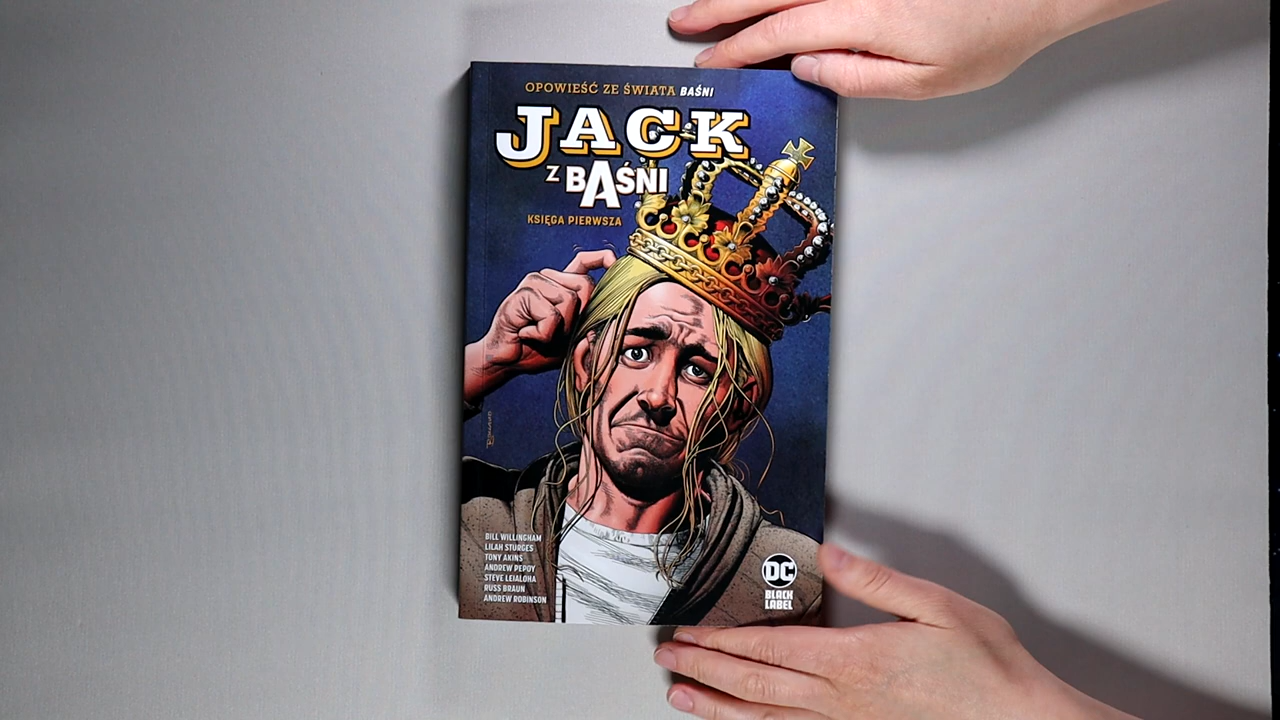 OPOWIEŚĆ ZE ŚWIATA BAŚNI
JACK
Z BAŚNI
KSIĘGA PIERWSZA
BOLLAND
BILL WILLINGHAM
LILAH STURGES
TONY AKINS
ANDREW PEPOY
STEVE LEIALOHA
RUSS BRAUN
ANDREW ROBINSON
DC
BLACK
LABEL